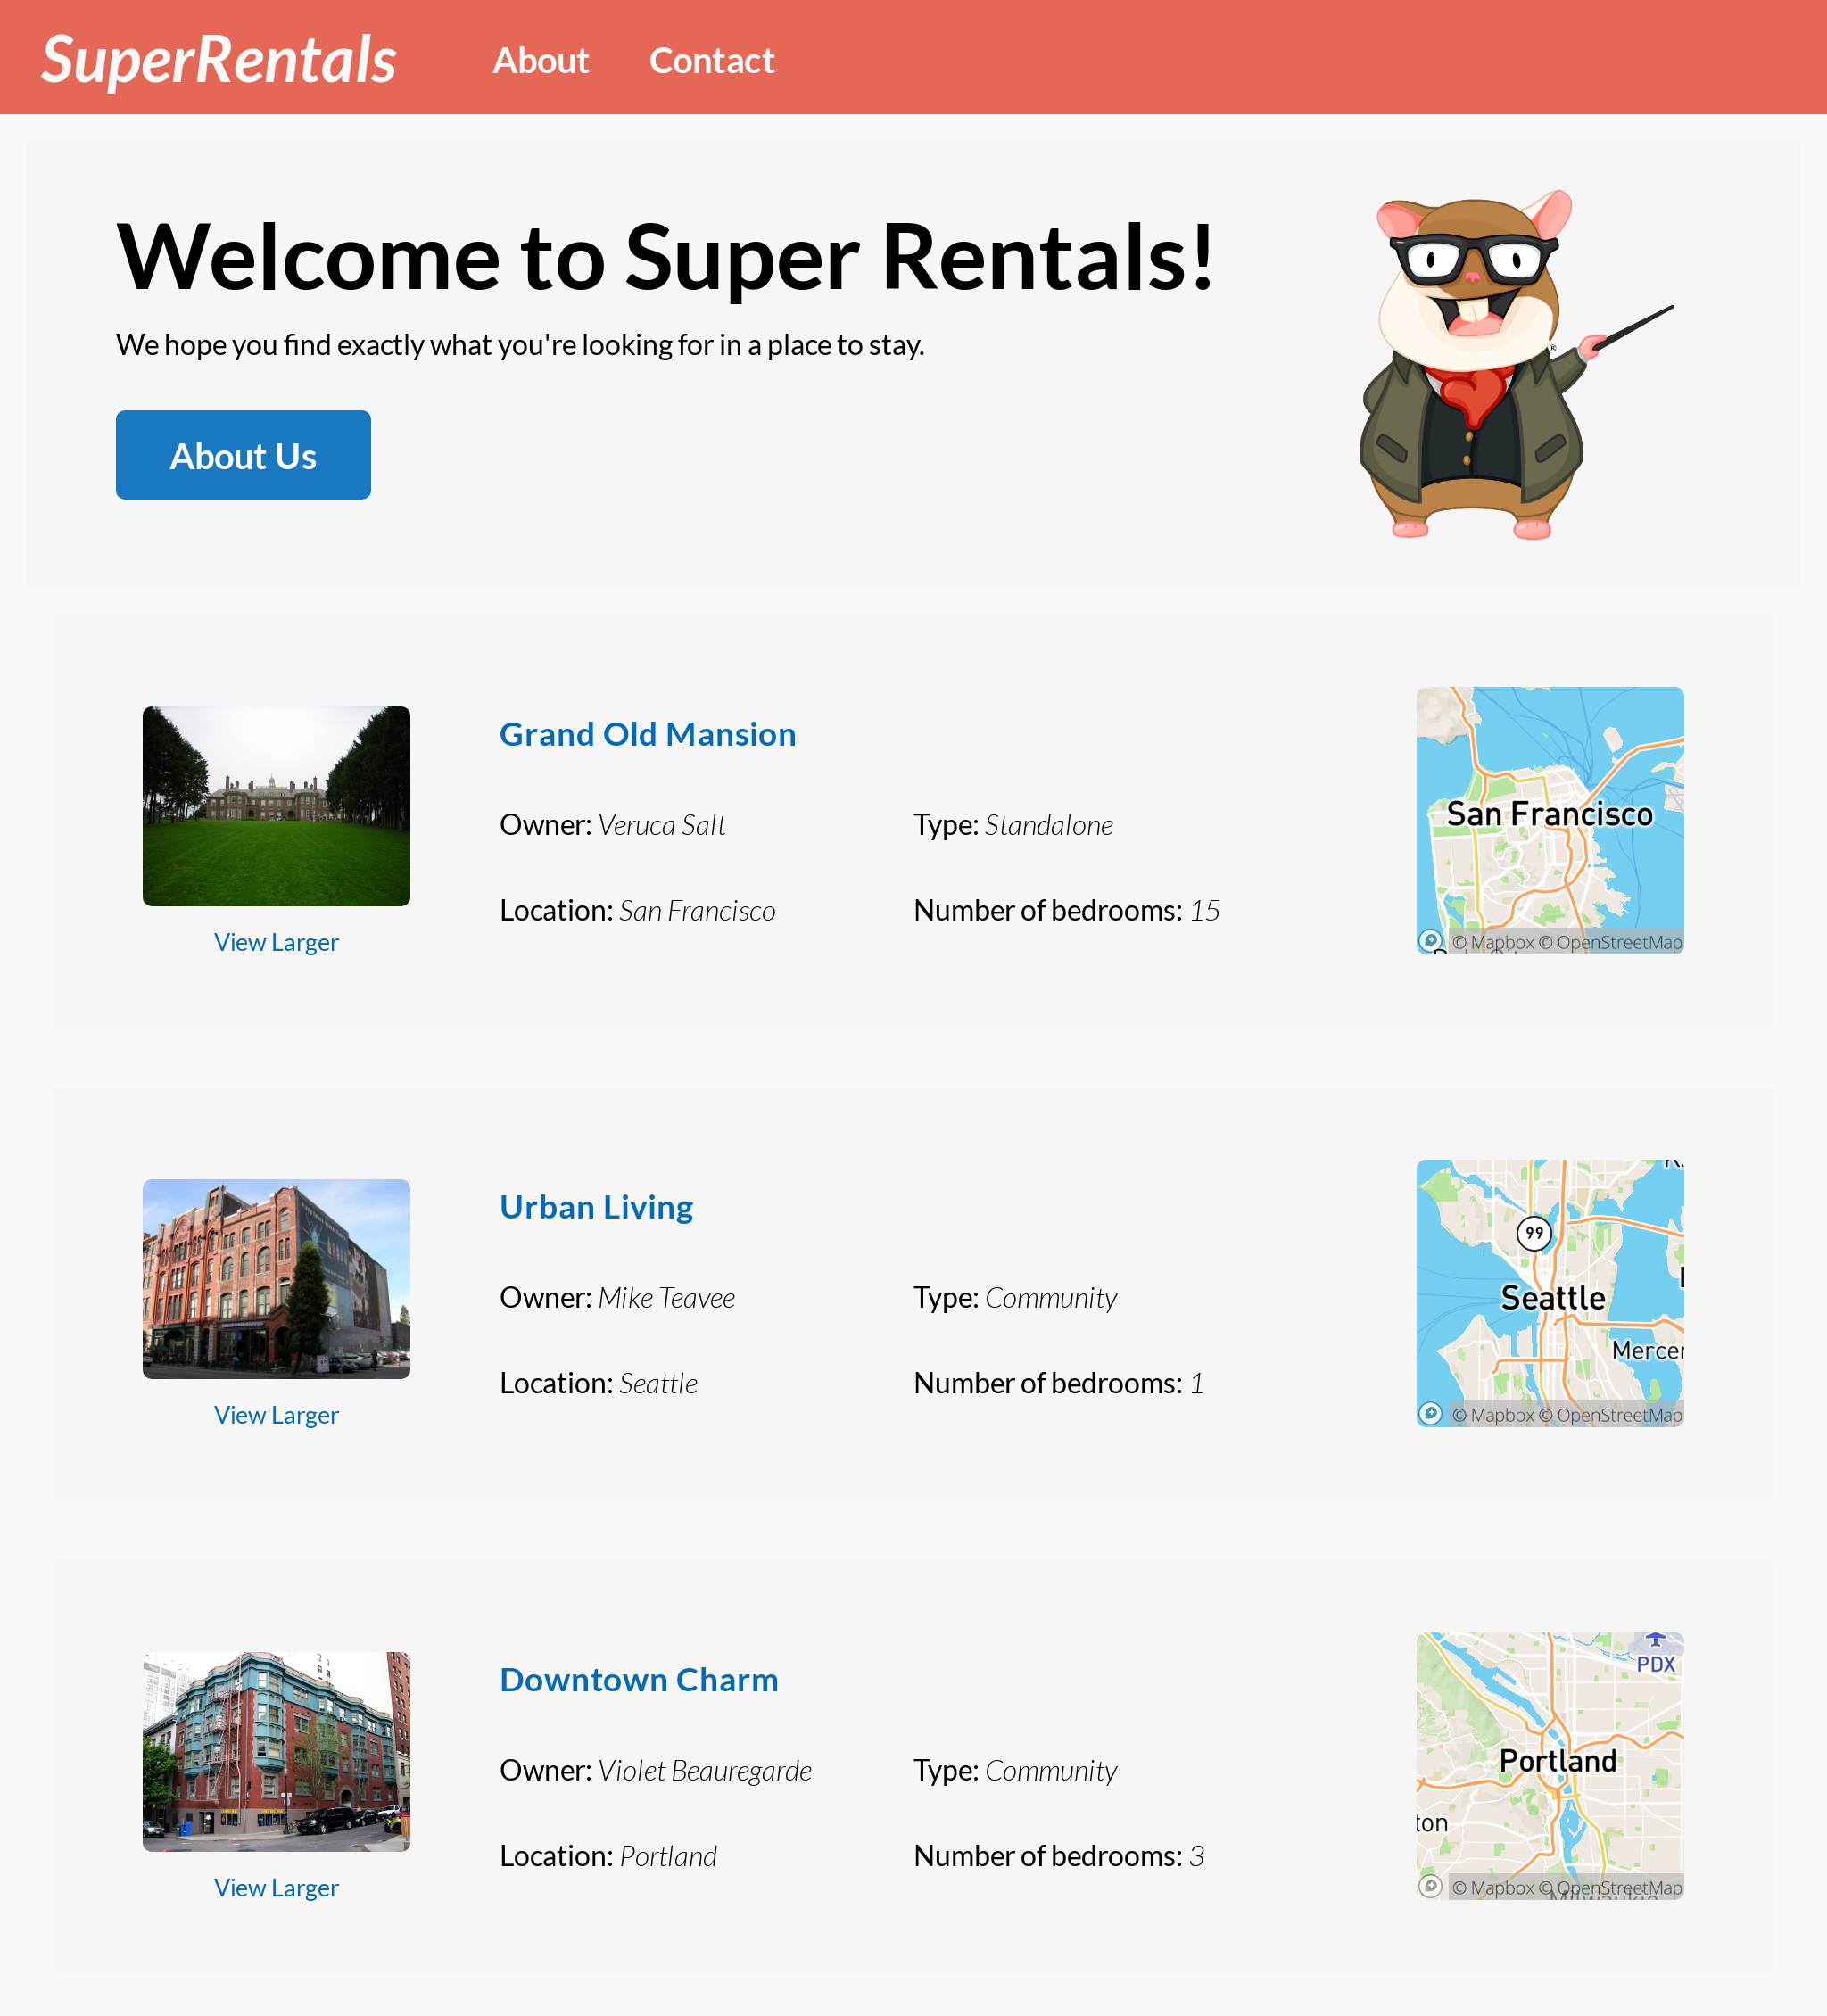 SuperRentals About Contact
Welcome to Super Rentals!
We hope you find exactly what you're looking for in a place to stay.
About Us
®
Grand Old Mansion
Owner: Veruca Salt Type: Standalone
Location: San Francisco Number of bedrooms: 15
View Larger
San Francisco
© Mapbox © OpenStreetMap
Urban Living
Owner: Mike Teavee Type: Community
Location: Seattle Number of bedrooms: 1
View Larger
99
Seattle
Mercer
© Mapbox © OpenStreetMap
Downtown Charm
Owner: Violet Beauregarde Type: Community
Location: Portland Number of bedrooms: 3
View Larger
PDX
Portland
ton
© Mapbox © OpenStreetMap